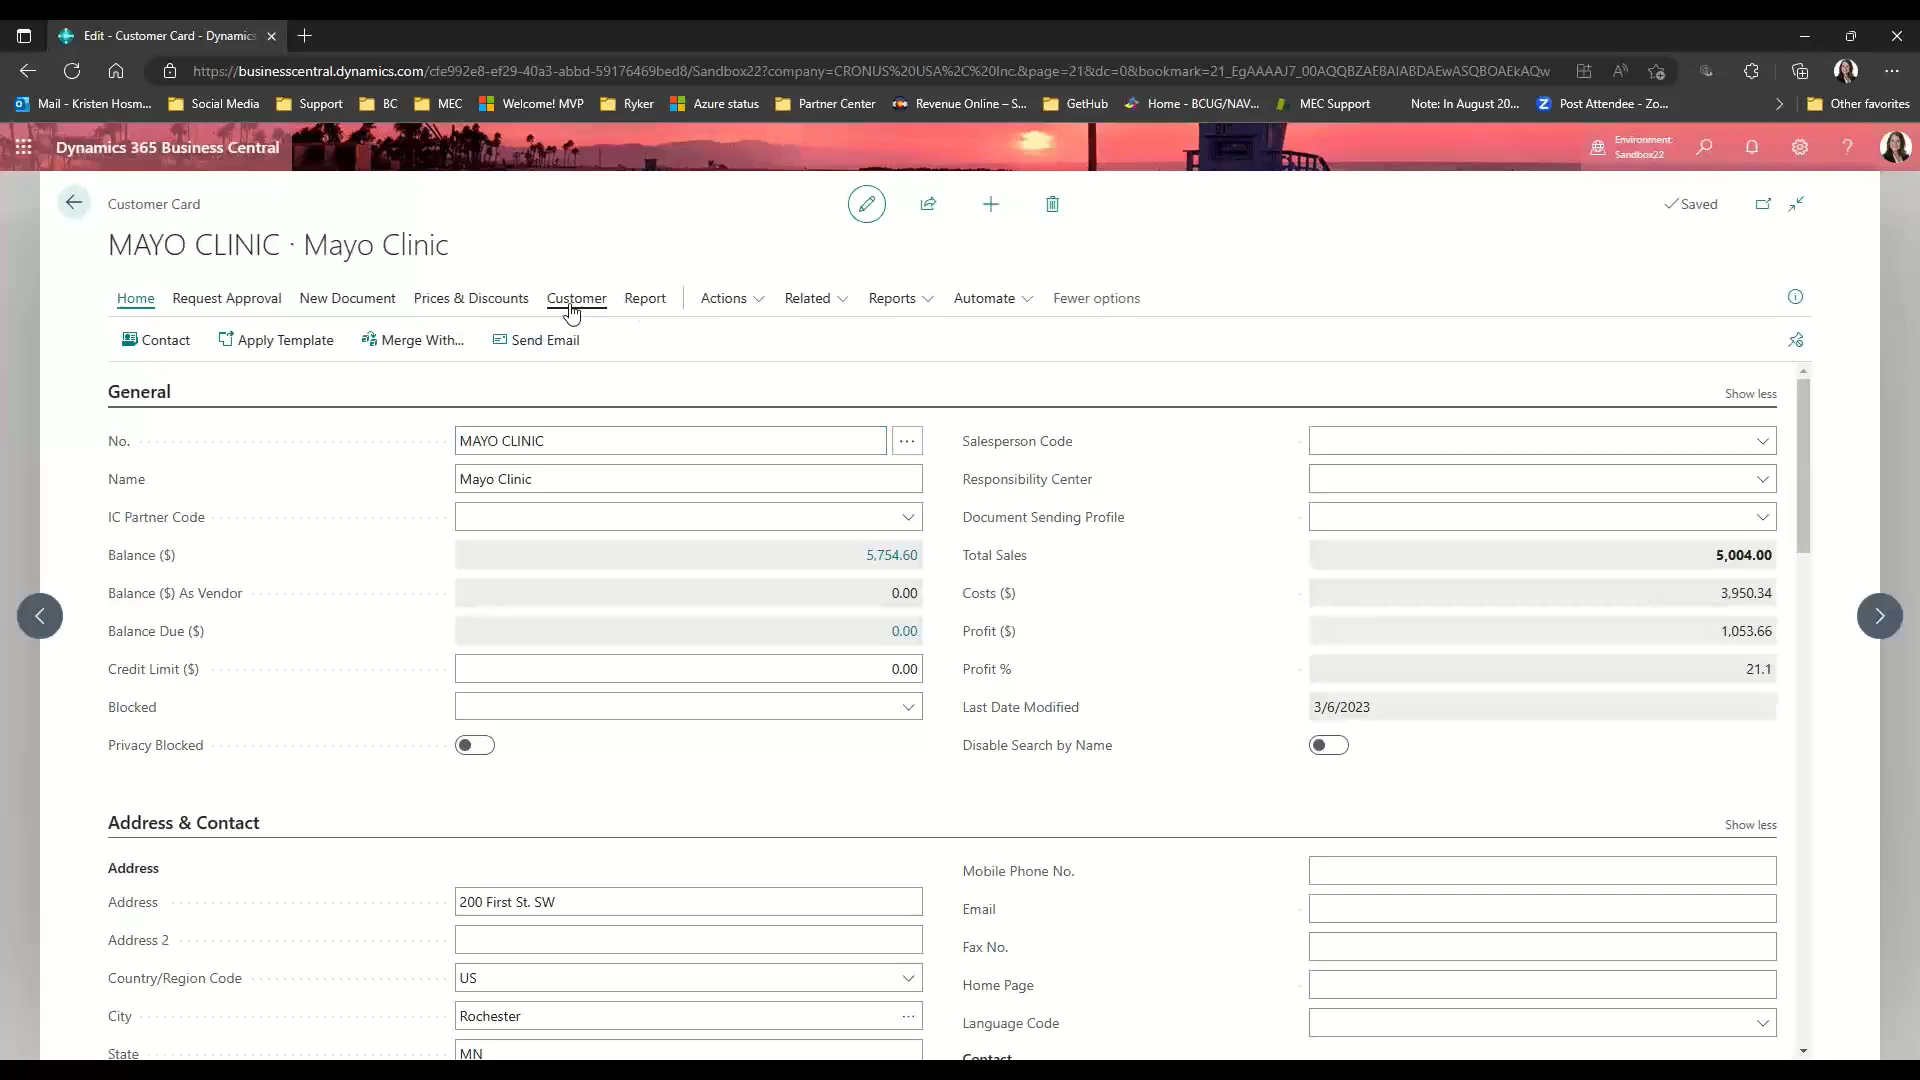 Edit - Customer Card - Dynamics
https://businesscentral.dynamics.com/cfe992e8-ef29-40a3-abbd-59176469bed8/Sandbox22?company=CRONUS%20USA%2C%20Inc.&page=21&dc=0&bookmark=21_EgAAAAJ7_00AQQBZAE8AIABDAEwASQBOAEkAQw
Mail - Kristen Hosm... Social Media Support BC MEC Welcome! MVP Ryker Azure status Partner Center Revenue Online – S... GetHub Home - BCUG/NAV... MEC Support Note: In August 20... Post Attendee - Zo... Other favorites
Dynamics 365 Business Central
Environment:
Sandbox22
Customer Card
Saved
MAYO CLINIC · Mayo Clinic
Home Request Approval New Document Prices & Discounts Customer Report Actions Related Reports Automate Fewer options
Contact Apply Template Merge With... Send Email
General Show less
No. MAYO CLINIC ... Salesperson Code
Name Mayo Clinic Responsibility Center
IC Partner Code Document Sending Profile
Balance ($) 5,754.60 Total Sales 5,004.00
Balance ($) As Vendor 0.00 Costs ($) 3,950.34
Balance Due ($) 0.00 Profit ($) 1,053.66
Credit Limit ($) 0.00 Profit % 21.1
Blocked Last Date Modified 3/6/2023
Privacy Blocked Disable Search by Name
Address & Contact Show less
Address Mobile Phone No.
Address 200 First St. SW Email
Address 2 Fax No.
Country/Region Code US Home Page
City Rochester ... Language Code
State MN Contact